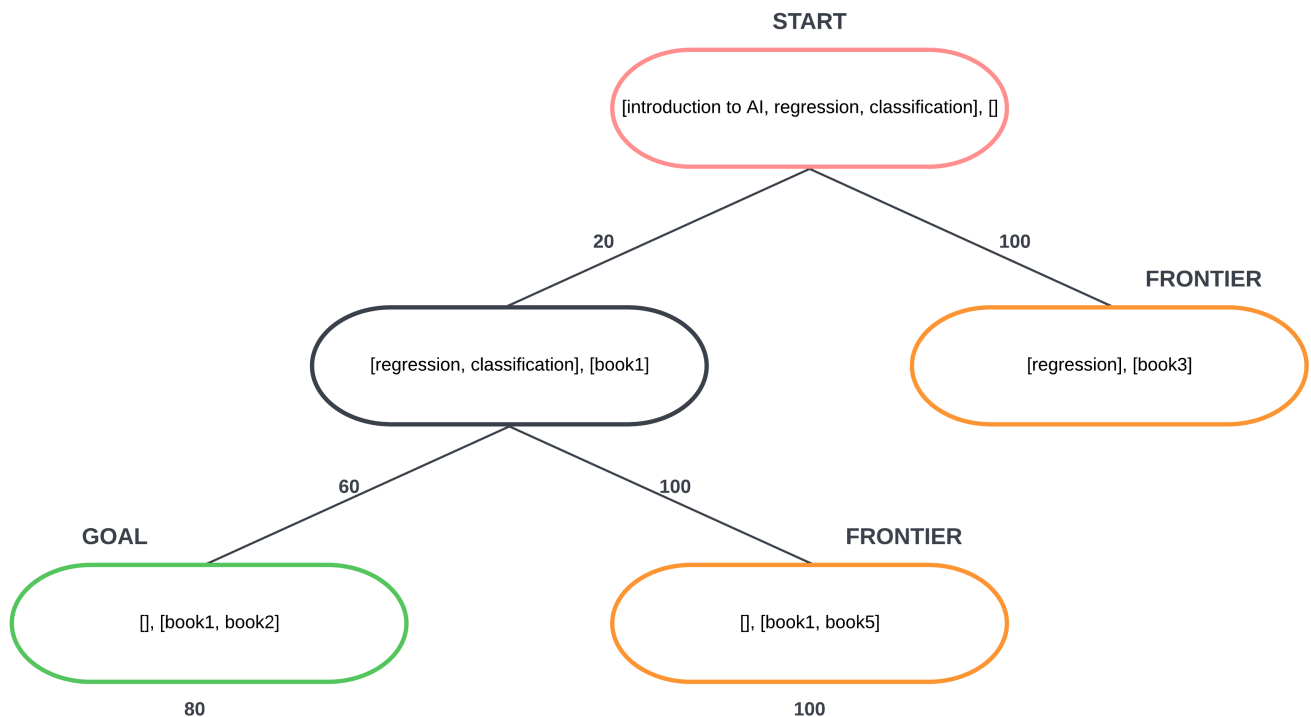 START
[introduction to AI, regression, classification], []
20
100
FRONTIER
[regression, classification], [book1]
[regression], [book3]
60
100
GOAL
FRONTIER
[], [book1, book2]
[], [book1, book5]
80
100